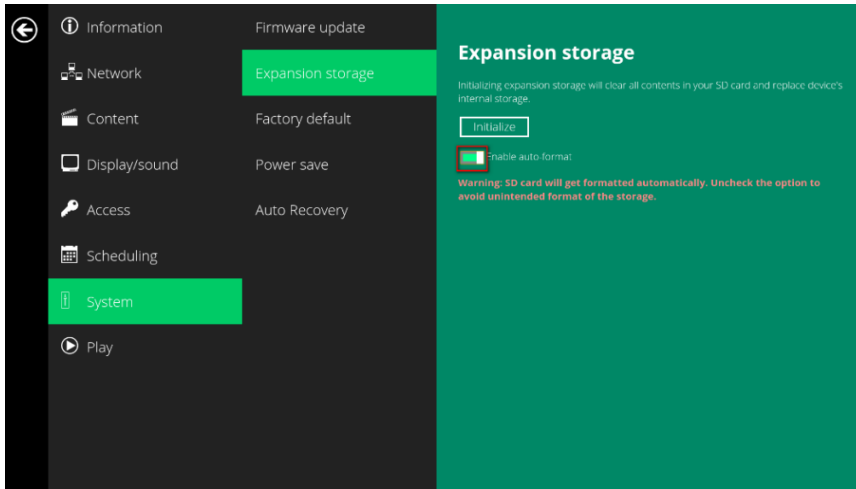 Information
Network
Content
Display/sound
Access
Scheduling
System
Play
Firmware update
Expansion storage
Factory default
Power save
Auto Recovery
Expansion storage
Initializing expansion storage will clear all contents in your SD card and replace device's
internal storage.
Initialize
Enable auto-format
Warning: SD card will get formatted automatically. Uncheck the option to
avoid unintended format of the storage.